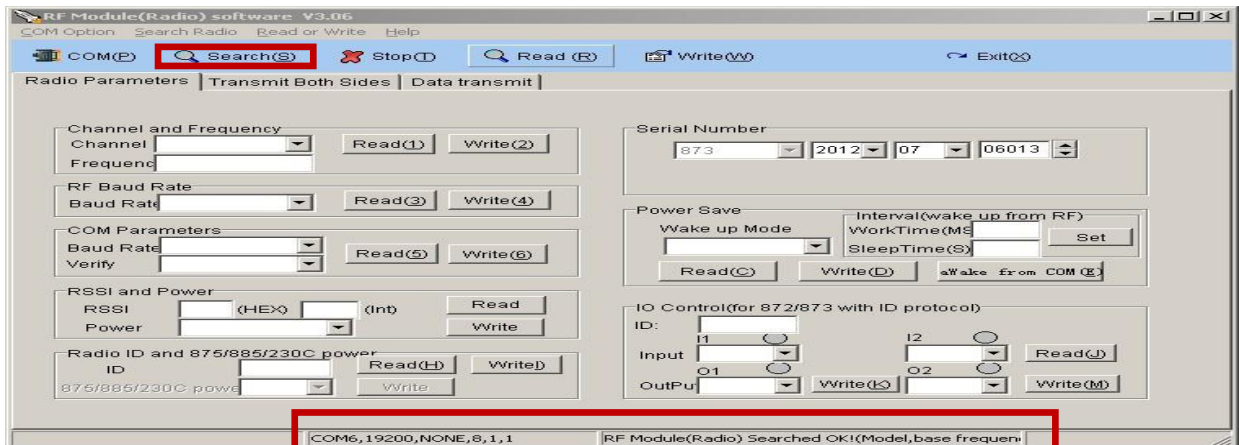 RF Module(Radio) software V3.06
COM Option Search Radio Read or Write Help
COM(P) Search(S) Stop(T) Read (R) Write(W) Exit(X)
Radio Parameters Transmit Both Sides Data transmit
Channel and Frequency
Channel Read(1) Write(2)
Frequenc
RF Baud Rate
Baud Rate Read(3) Write(4)
COM Parameters
Baud Rate
Verify Read(5) Write(6)
RSSI and Power
RSSI (HEX) (Int) Read
Power Write
Radio ID and 875/885/230C power
ID Read(H) WriteI)
875/885/230C powe Write
Serial Number
873 2012 07 06013
Power Save
Wake up Mode
Interval(wake up from RF)
WorkTime(MS
SleepTime(S)
Set
Read(C) Write(D) aWake from COM(E)
IO Control(for 872/873 with ID protocol)
ID:
I1 I2
Input Read(J)
O1 O2
OutPu Write(K) Write(M)
COM6,19200,NONE,8,1,1 RF Module(Radio) Searched OK!(Model,base frequen